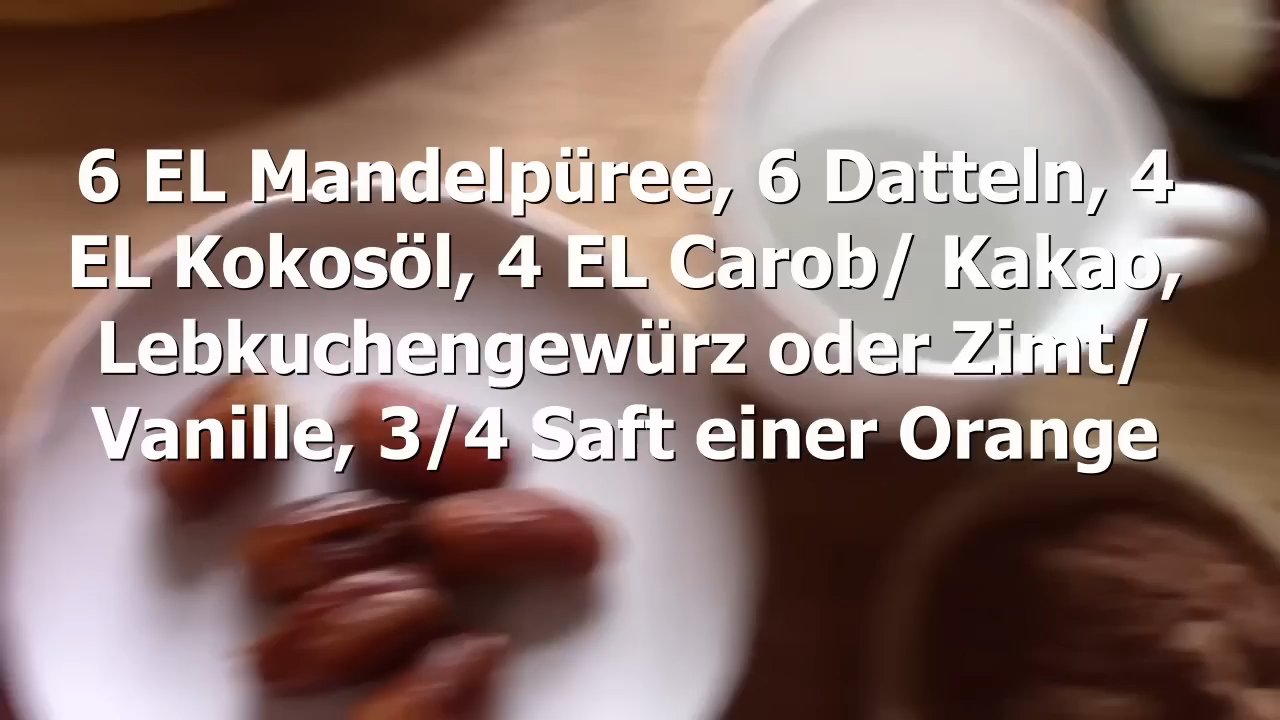 6 EL Mandelpüree, 6 Datteln, 4
EL Kokosöl, 4 EL Carob/ Kakao,
Lebkuchengewürz oder Zimt/
Vanille, 3/4 Saft einer Orange